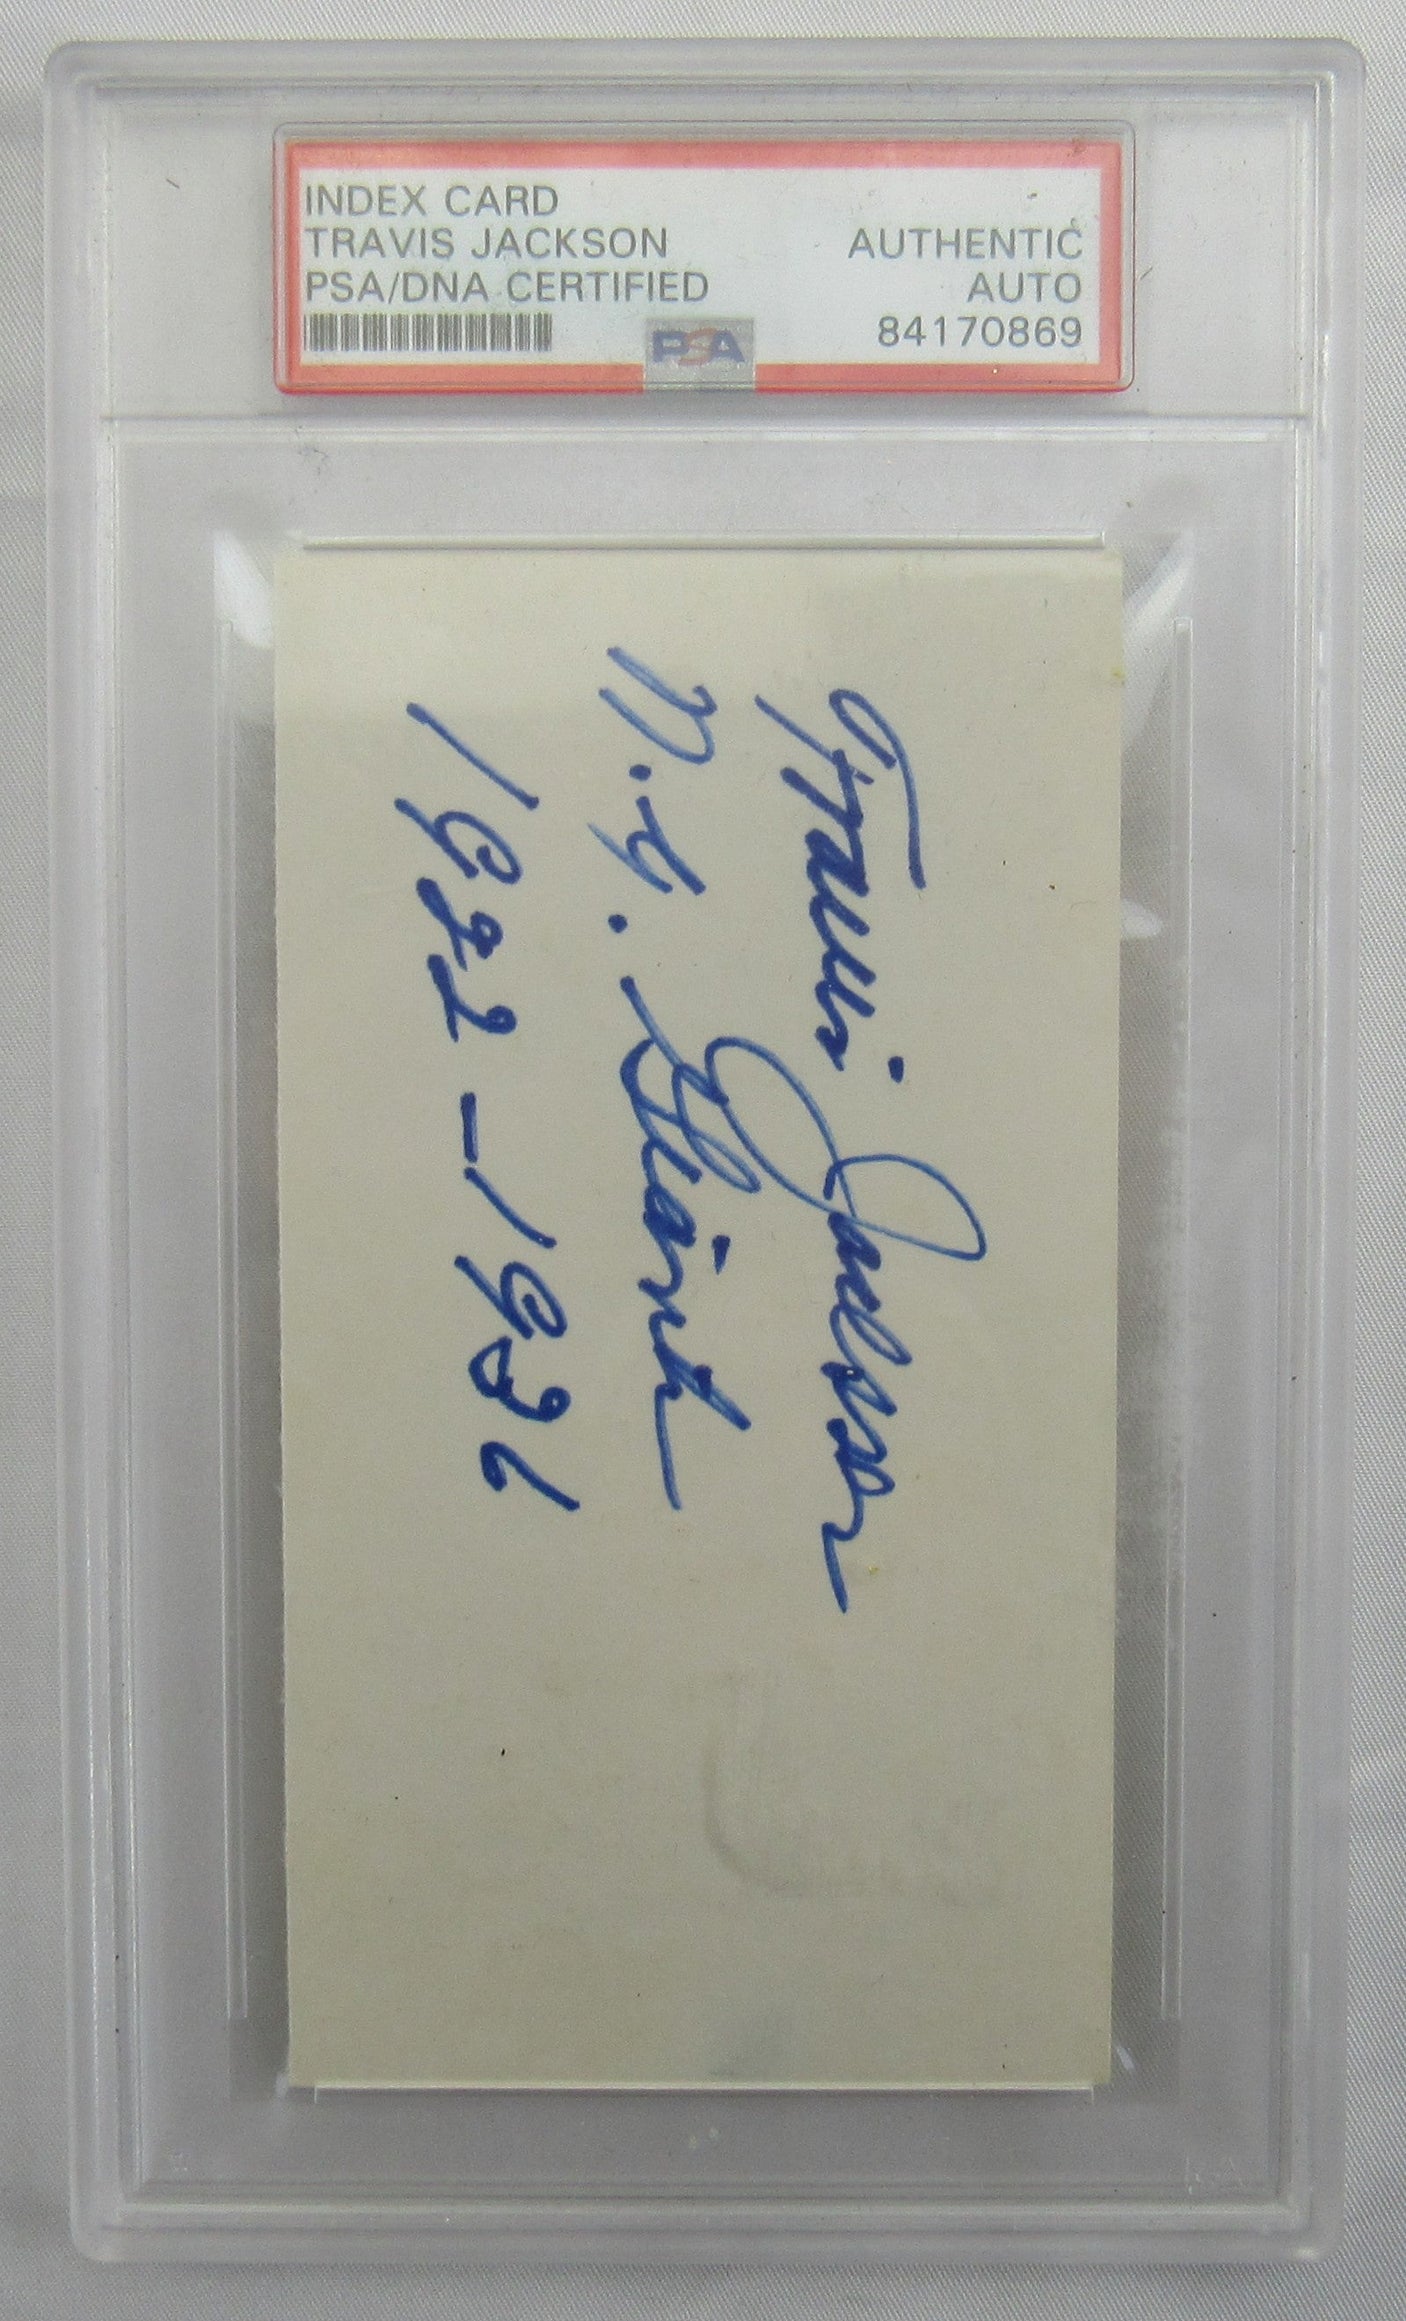 INDEX CARD
TRAVIS JACKSON
PSA/DNA CERTIFIED
AUTHENTIC
AUTO
84170869
PSA
Travis Jackson
N.Y. Giants
1922-1936